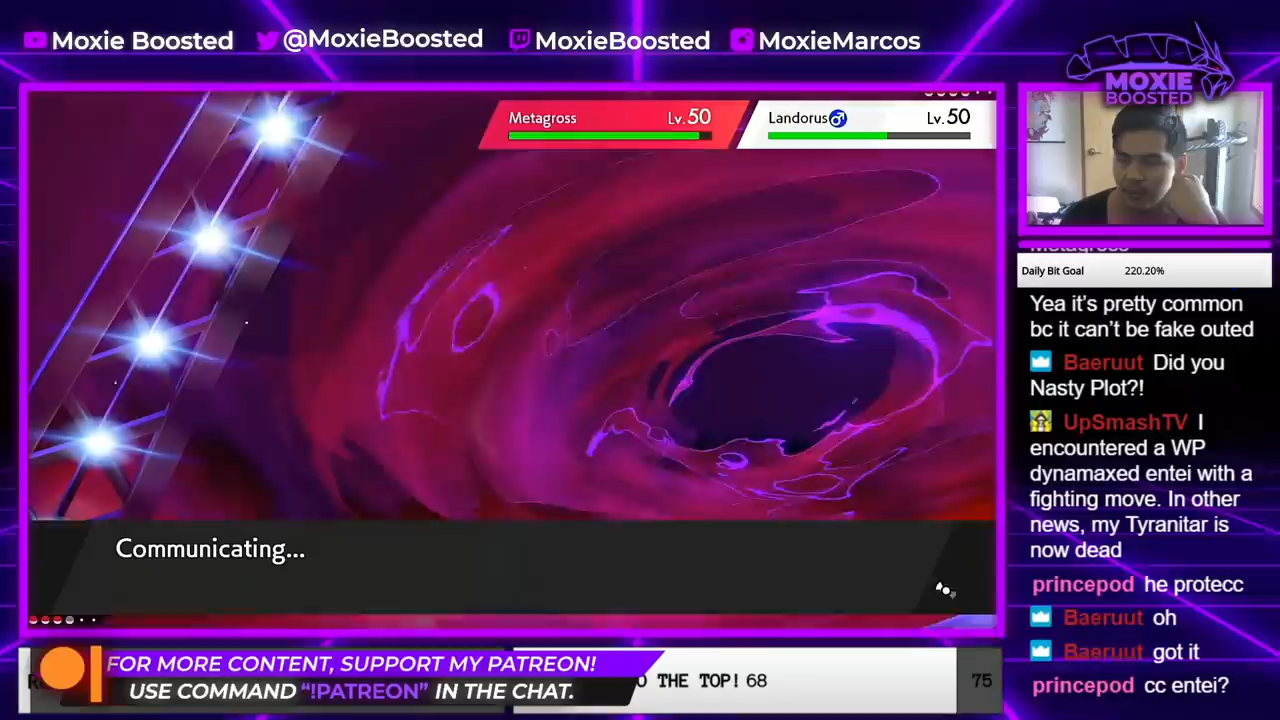 Moxie Boosted @MoxieBoosted MoxieBoosted MoxieMarcos
MOXIE
BOOSTED
Metagross Lv. 50 Landorus Lv. 50
Metagross
Daily Bit Goal 220.20%
Yea it's pretty common
bc it can't be fake outed
Baeruut Did you
Nasty Plot?!
UpSmashTV I
encountered a WP
dynamaxed entei with a
fighting move. In other
news, my Tyranitar is
now dead
princepod he protecc
Baeruut oh
Baeruut got it
princepod cc entei?
Communicating...
FOR MORE CONTENT, SUPPORT MY PATREON!
USE COMMAND “!PATREON” IN THE CHAT.
THE TOP! 68 75